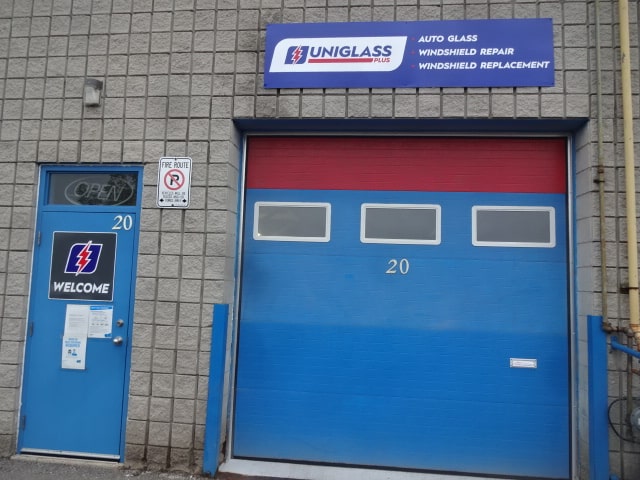 UNIGLASS
PLUS
AUTO GLASS
WINDSHIELD REPAIR
WINDSHIELD REPLACEMENT
OPEN
FIRE ROUTE
P
20
WELCOME
20